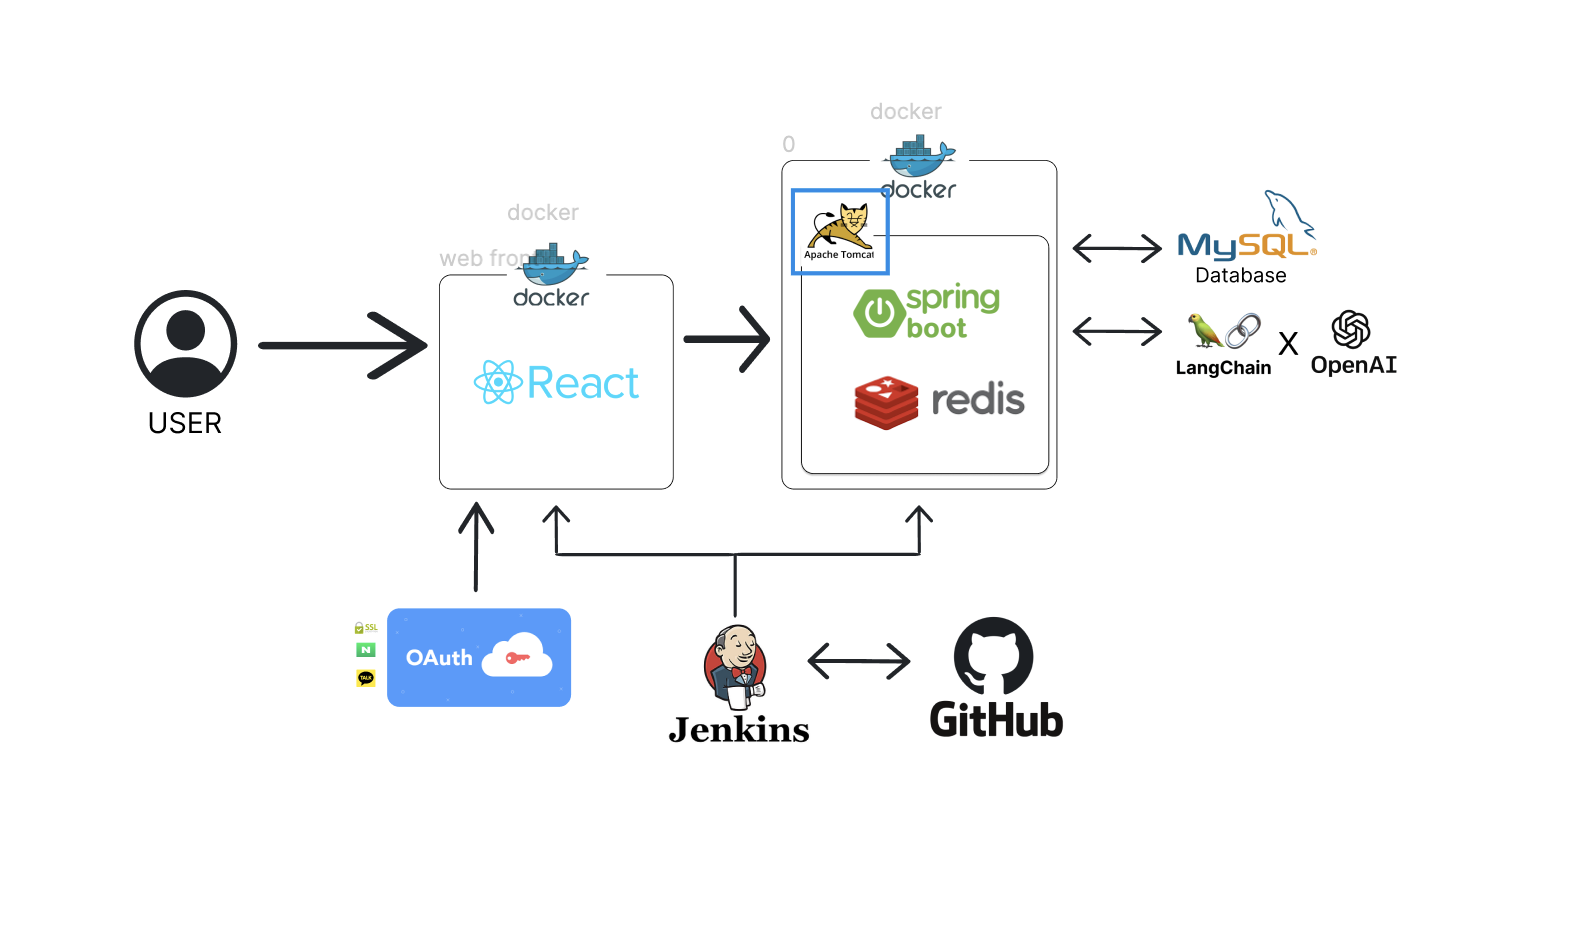 docker
0
docker
Apache Tomcat
docker
web fron
docker
spring
boot
React
redis
USER
MySQL®
Database
LangChain
X
OpenAI
SSL
N
TALK
OAuth
Jenkins
GitHub